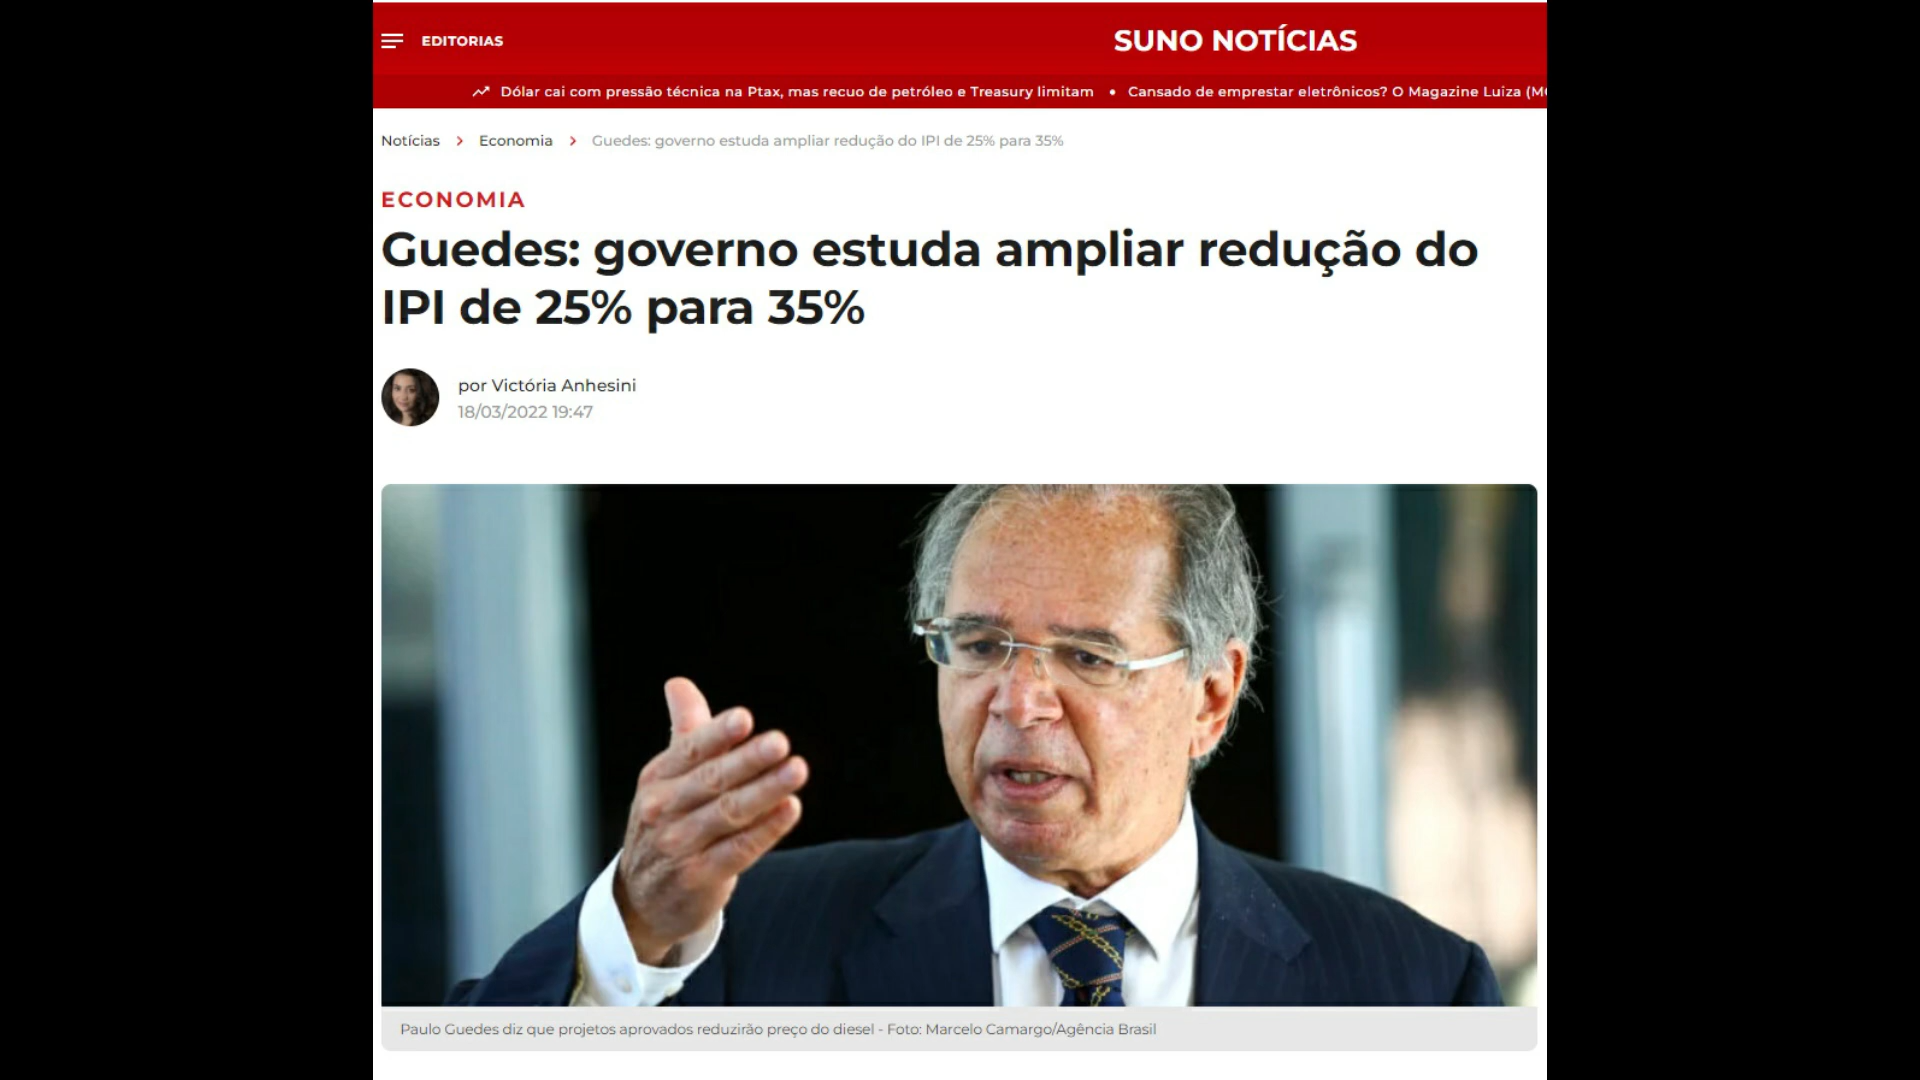 EDITORIAS
SUNO NOTÍCIAS
Dólar cai com pressão técnica na Ptax, mas recuo de petróleo e Treasury limitam • Cansado de emprestar eletrônicos? O Magazine Luiza
Notícias > Economia > Guedes: governo estuda ampliar redução do IPI de 25% para 35%
ECONOMIA
Guedes: governo estuda ampliar redução do
IPI de 25% para 35%
por Victória Anhesini
18/03/2022 19:47
Paulo Guedes diz que projetos aprovados reduzirão preço do diesel - Foto: Marcelo Camargo/Agência Brasil